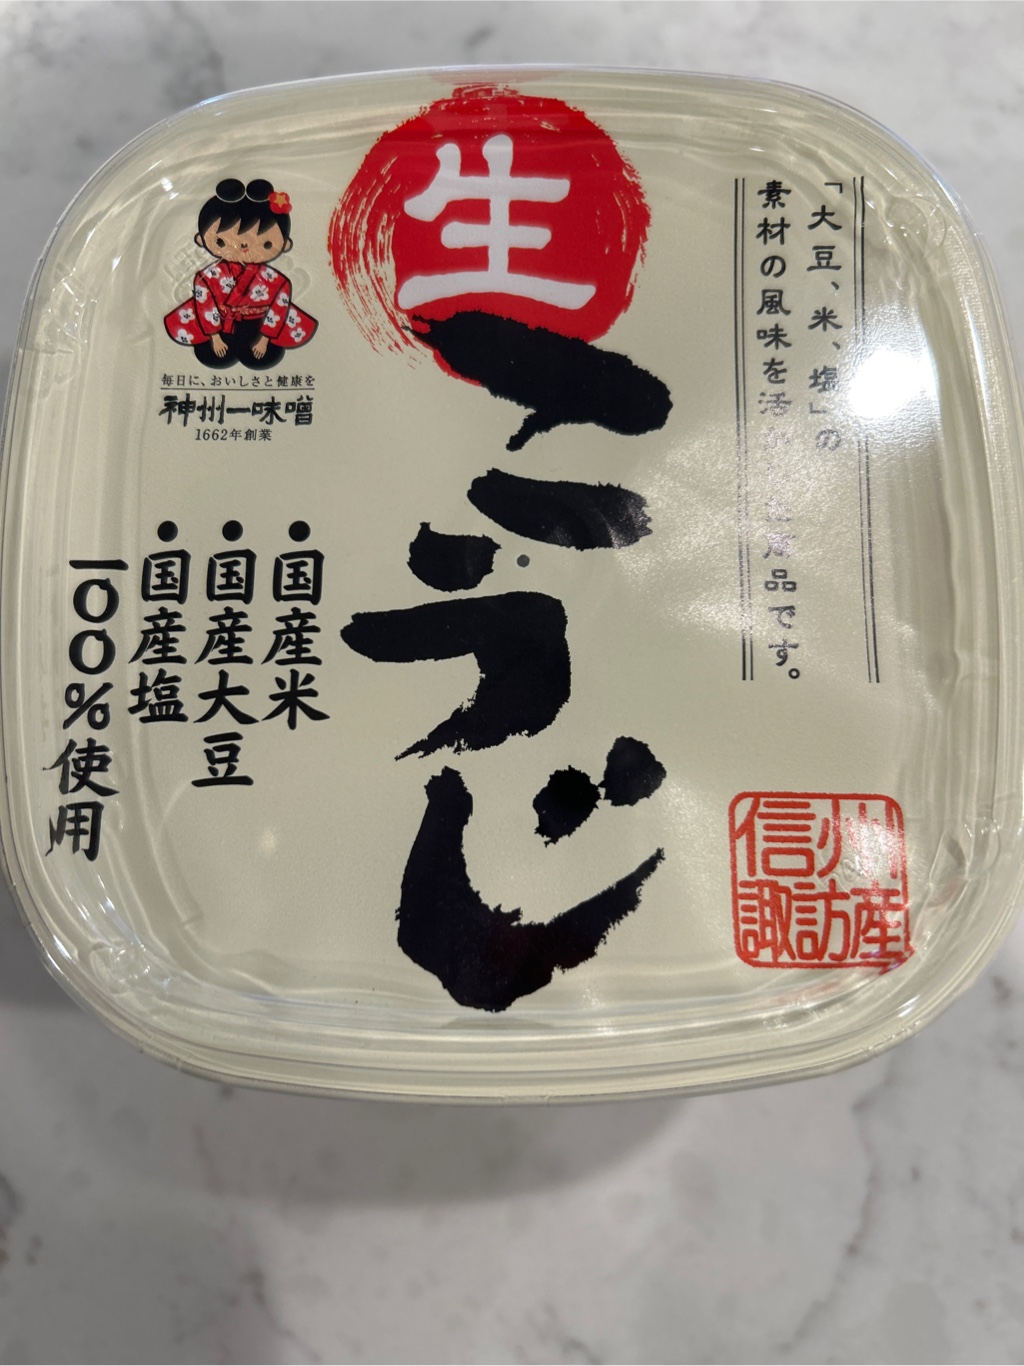 生
こうじ
「大豆、米、塩」の
素材の風味を活か
品です。
毎日に、おいしさと健康を
神州一味噌
1662年創業
•国産米
•国産大豆
•国産塩
一〇〇%使用
信州
諏訪産